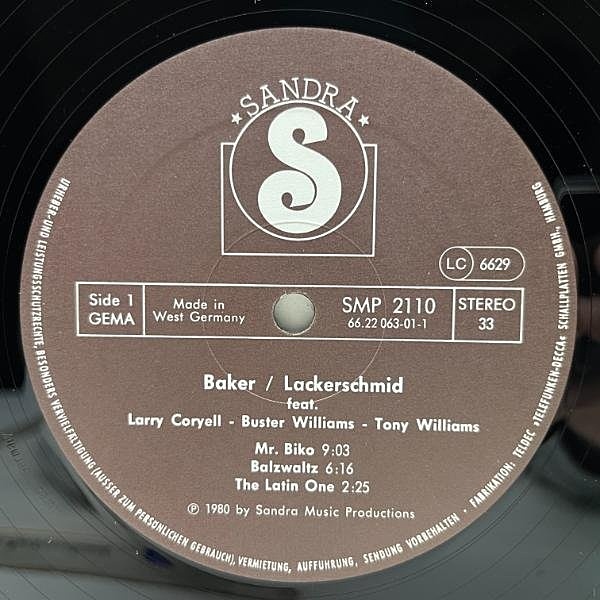 ★SANDRA★
S
LC 6629
Side 1
GEMA
Made in
West Germany
SMP 2110
66.22 063-01-1
STEREO
33
Baker / Lackerschmid
feat.
Larry Coryell - Buster Williams - Tony Williams
Mr. Biko 9:03
Balzwaltz 6:16
The Latin One 2:25
℗ 1980 by Sandra Music Productions
URHEBER- UND LEISTUNGSSCHUTZRECHTE, BESONDERS VERVIELFÄLTIGUNG (AUSSER ZUM PERSÖNLICHEN GEBRAUCH), VERMIETUNG, AUFFÜHRUNG, SENDUNG VORBEHALTEN • FABRIKATION: TELDEC »TELEFUNKEN-DECCA« SCHALLPLATTEN GMBH., HAMBURG